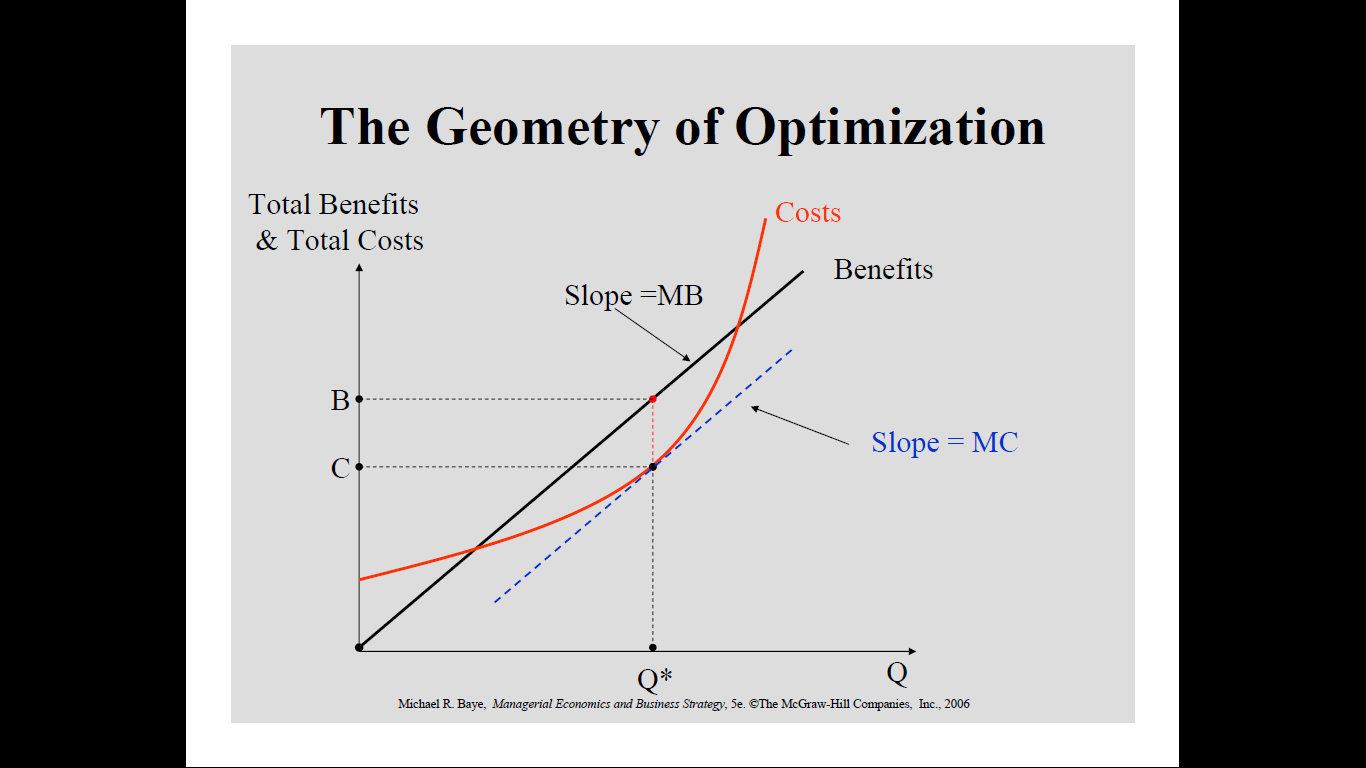 The Geometry of Optimization
Total Benefits
& Total Costs
Costs
Benefits
Slope =MB
B
C
Slope = MC
Q*
Q
Michael R. Baye, Managerial Economics and Business Strategy, 5e. ©The McGraw-Hill Companies, Inc., 2006